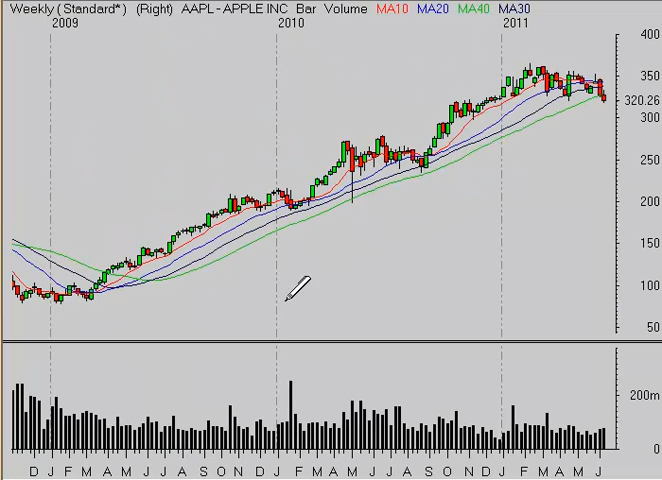 Weekly (Standard*) (Right) AAPL - APPLE INC Bar Volume MA10 MA20 MA40 MA30
2009 2010 2011
400
350
320.26
300
250
200
150
100
50
200m
0
D J F M A M J J A S O N D J F M A M J J A S O N D J F M A M J